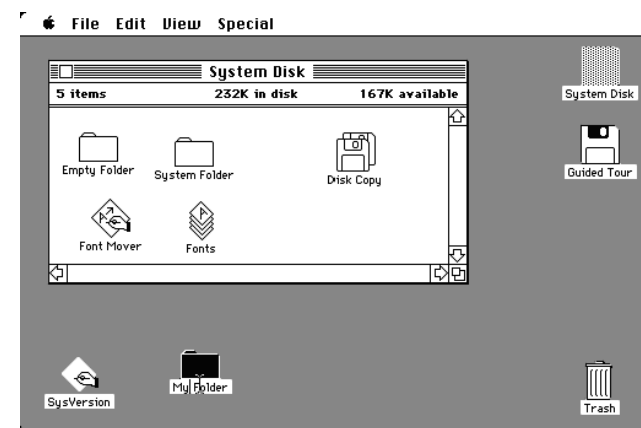 File Edit View Special
System Disk
5 items 232K in disk 167K available
Empty Folder System Folder Disk Copy
Font Mover Fonts
System Disk
Guided Tour
SysVersion My Folder Trash